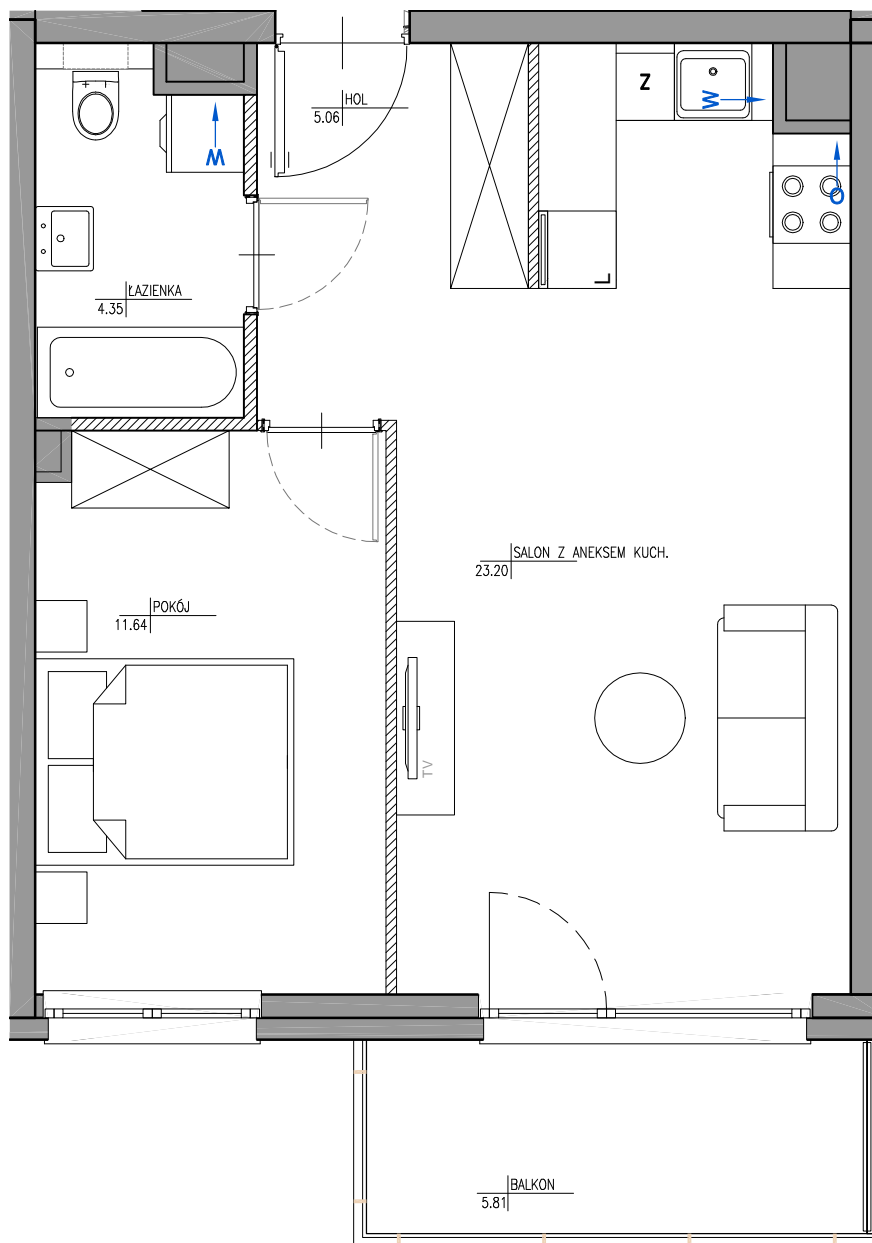 HOL
5.06
Z
W
W
O
L
ŁAZIENKA
4.35
SALON Z ANEKSEM KUCH.
23.20
POKÓJ
11.64
TV
BALKON
5.81